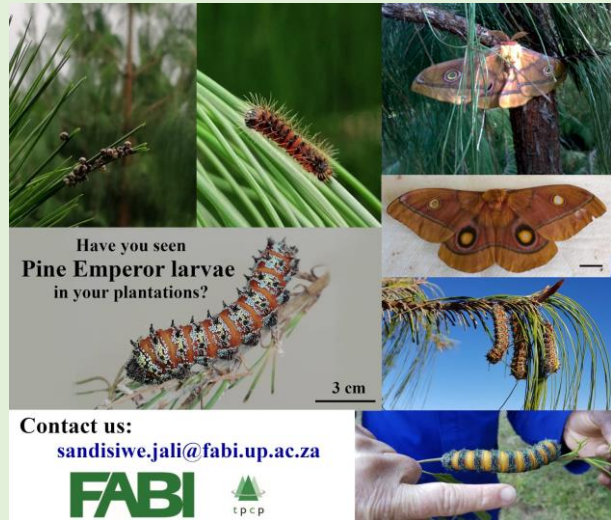 Have you seen
Pine Emperor larvae
in your plantations?
3 cm
Contact us:
sandisiwe.jali@fabi.up.ac.za
FABI
tpcp